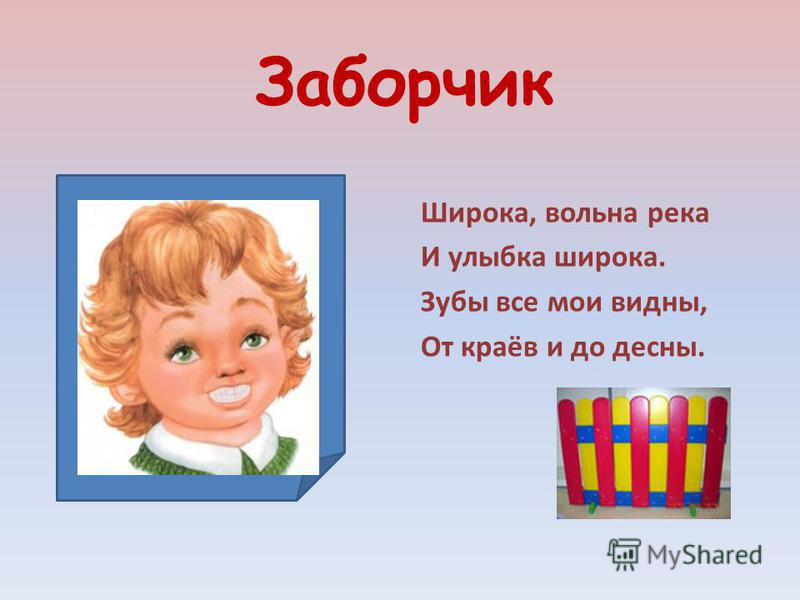 Заборчик
Широка, вольна река
И улыбка широка.
Зубы все мои видны,
От краёв и до десны.
MyShared